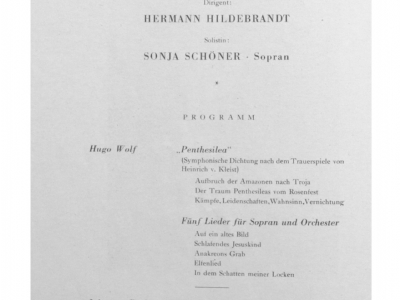 Dirigent:
HERMANN HILDEBRANDT
Solistin:
SONJA SCHÖNER · Sopran
*
PROGRAMM
Hugo Wolf „Penthesilea“
(Symphonische Dichtung nach dem Trauerspiele von
Heinrich v. Kleist)
Aufbruch der Amazonen nach Troja
Der Traum Penthesileas vom Rosenfest
Kämpfe, Leidenschaften, Wahnsinn, Vernichtung
Fünf Lieder für Sopran und Orchester
Auf ein altes Bild
Schlafendes Jesuskind
Anakreons Grab
Elfenlied
In dem Schatten meiner Locken